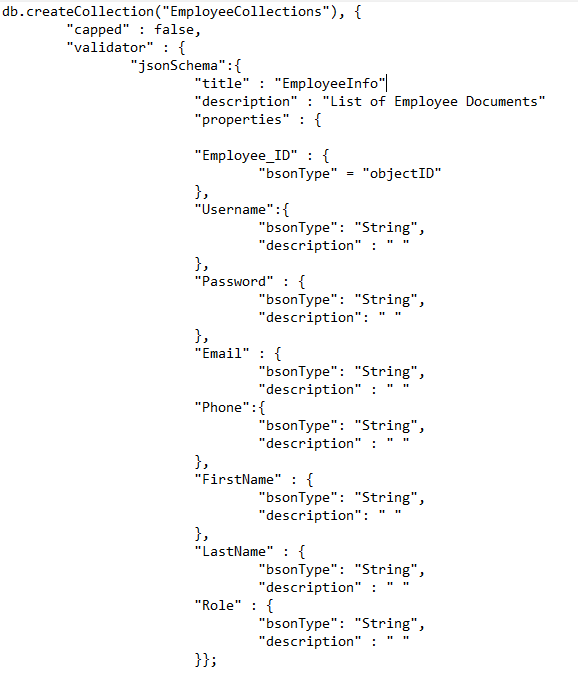 db.createCollection("EmployeeCollections"), {
"capped" : false,
"validator" : {
"jsonSchema":{
"title" : "EmployeeInfo"
"description" : "List of Employee Documents"
"properties" : {
"Employee_ID" : {
"bsonType" = "objectID"
},
"Username":{
"bsonType": "String",
"description" : " "
},
"Password" : {
"bsonType": "String",
"description": " "
},
"Email" : {
"bsonType": "String",
"description" : " "
"Phone":{
"bsonType": "String",
"description" : " "
},
"FirstName" : {
"bsonType": "String",
"description": " "
},
"LastName" : {
"bsonType": "String",
"description" : " "
"Role" : {
"bsonType": "String",
"description" : " "
}};